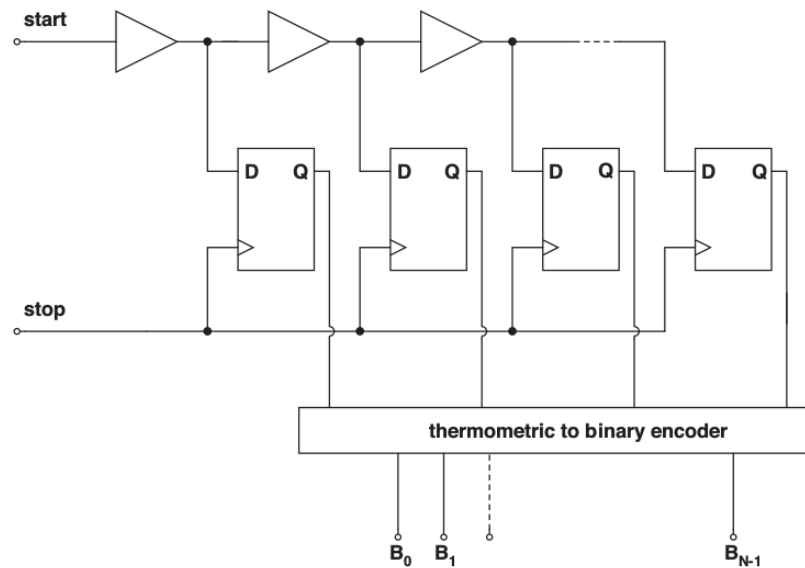 start
D Q D Q D Q D Q
stop
thermometric to binary encoder
B0 B1 BN-1